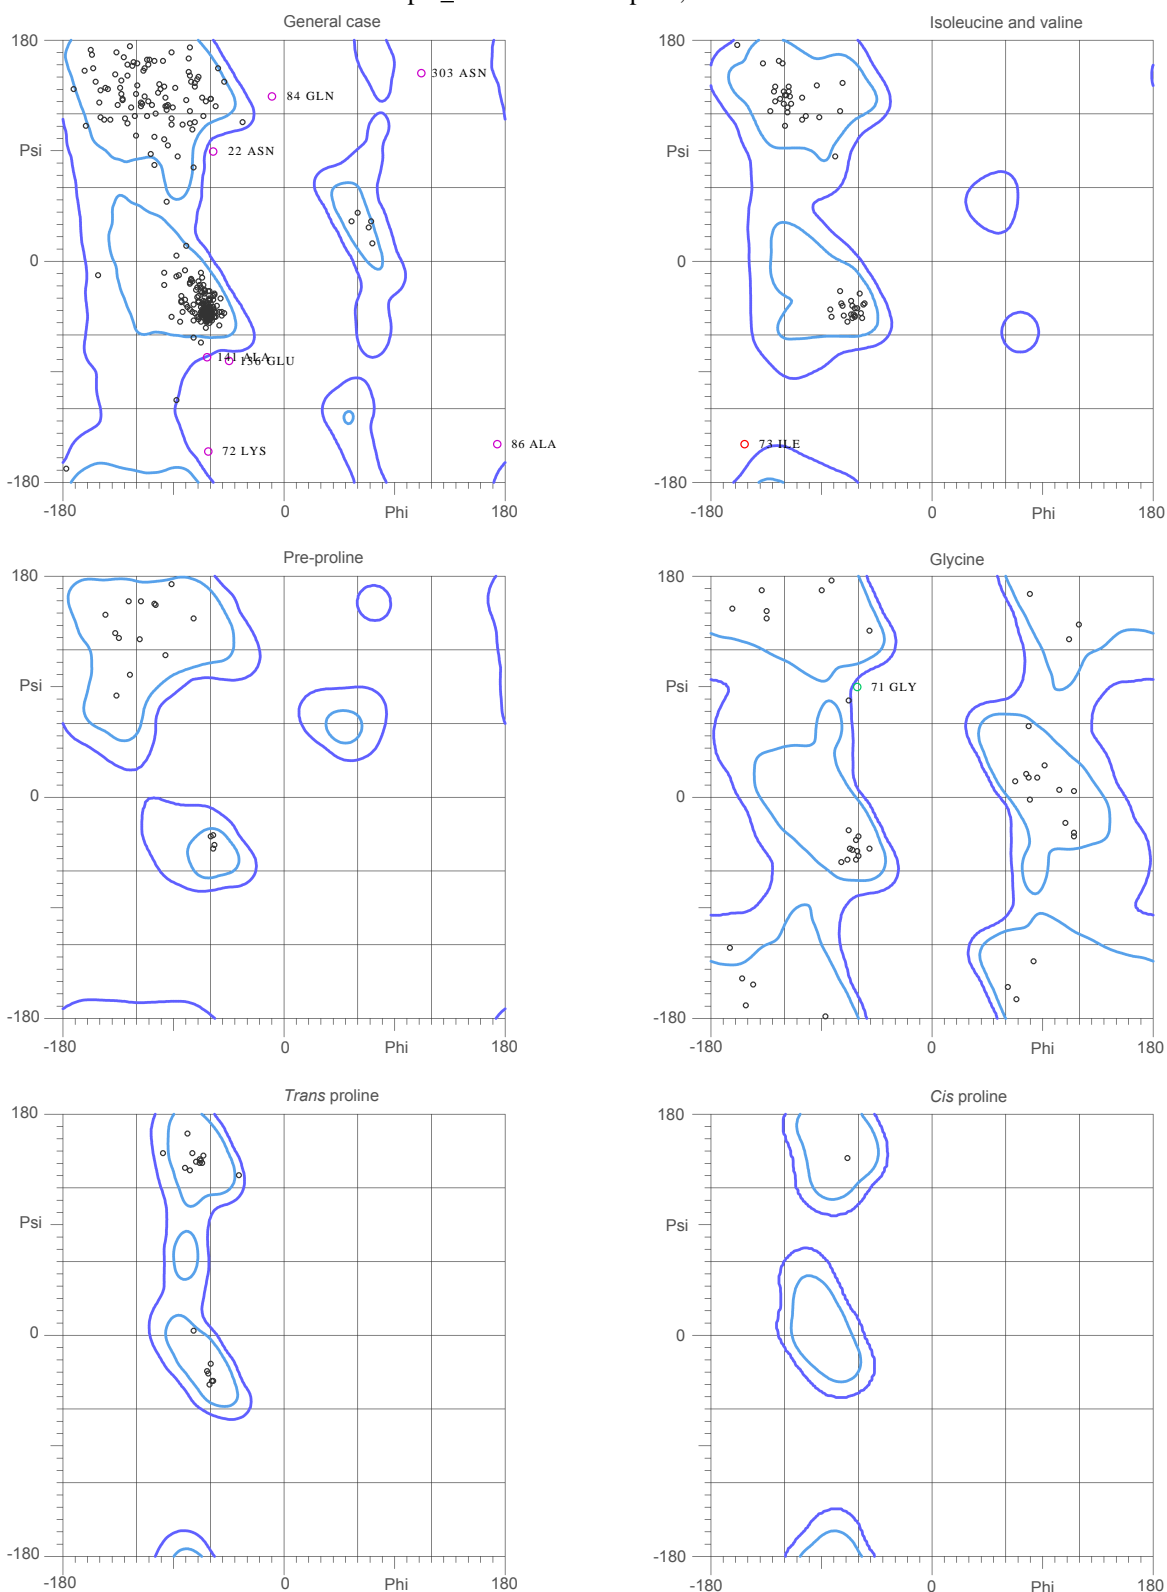 General case
Isoleucine and valine
180
Psi
0
-180
-180
0
Phi
180
303 ASN
84 GLN
22 ASN
141 ALA
136 GLU
72 LYS
86 ALA
180
Psi
0
-180
-180
0
Phi
180
73 ILE
Pre-proline
Glycine
180
Psi
0
-180
-180
0
Phi
180
180
Psi
0
-180
-180
0
Phi
180
71 GLY
Trans proline
Cis proline
180
Psi
0
-180
-180
0
Phi
180
180
Psi
0
-180
-180
0
Phi
180